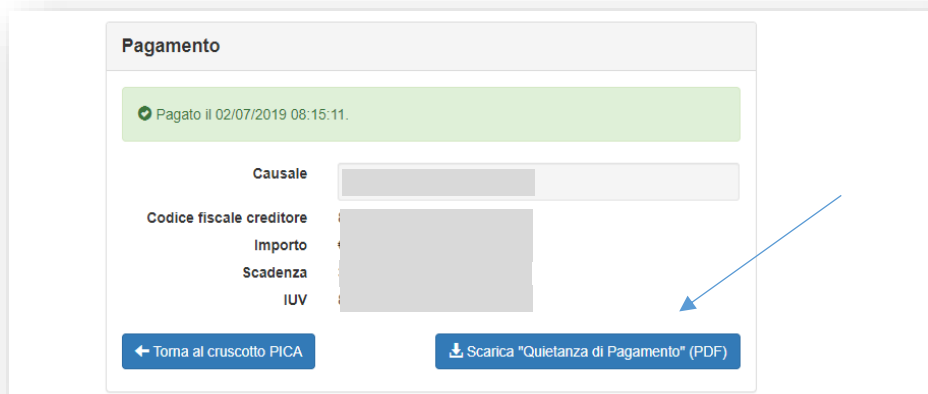 Pagamento
Pagato il 02/07/2019 08:15:11.
Causale
Codice fiscale creditore
Importo
Scadenza
IUV
Torna al cruscotto PICA
Scarica "Quietanza di Pagamento" (PDF)